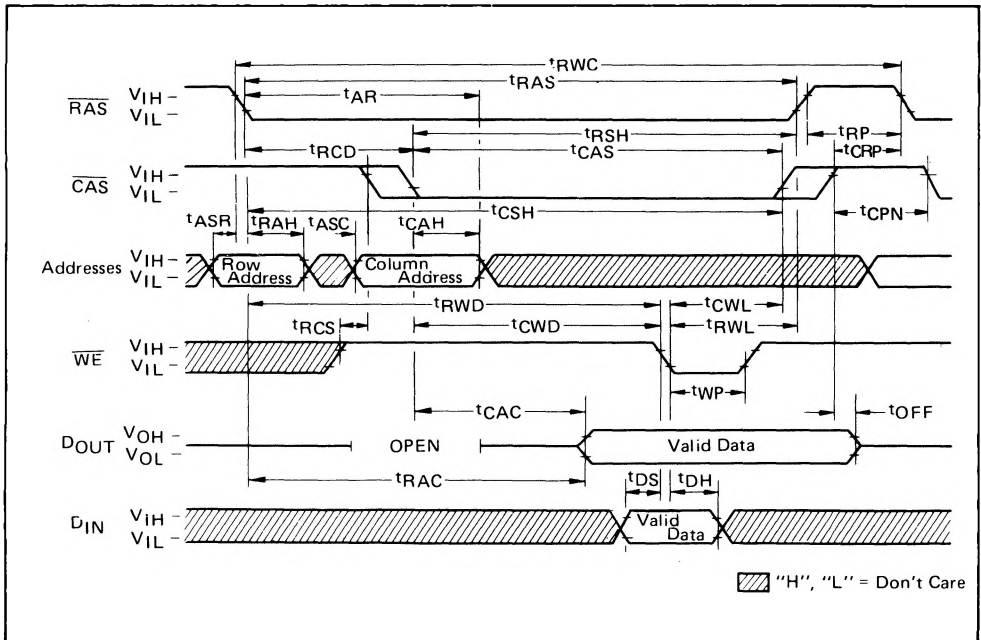 tRWC
tRAS
tAR
RAS VIH
VIL
tRSH
tRP
tRCD
tCAS
tCRP
CAS VIH
VIL
tCSH
tCPN
tASR tRAH tASC tCAH
Addresses VIH
VIL
Row Address
Column Address
tRWD
tCWL
tRCS
tCWD
tRWL
WE VIH
VIL
tWP
tCAC
tOFF
DOUT VOH
VOL
OPEN
Valid Data
tRAC
tDS
tDH
DIN VIH
VIL
Valid Data
"H", "L" = Don't Care